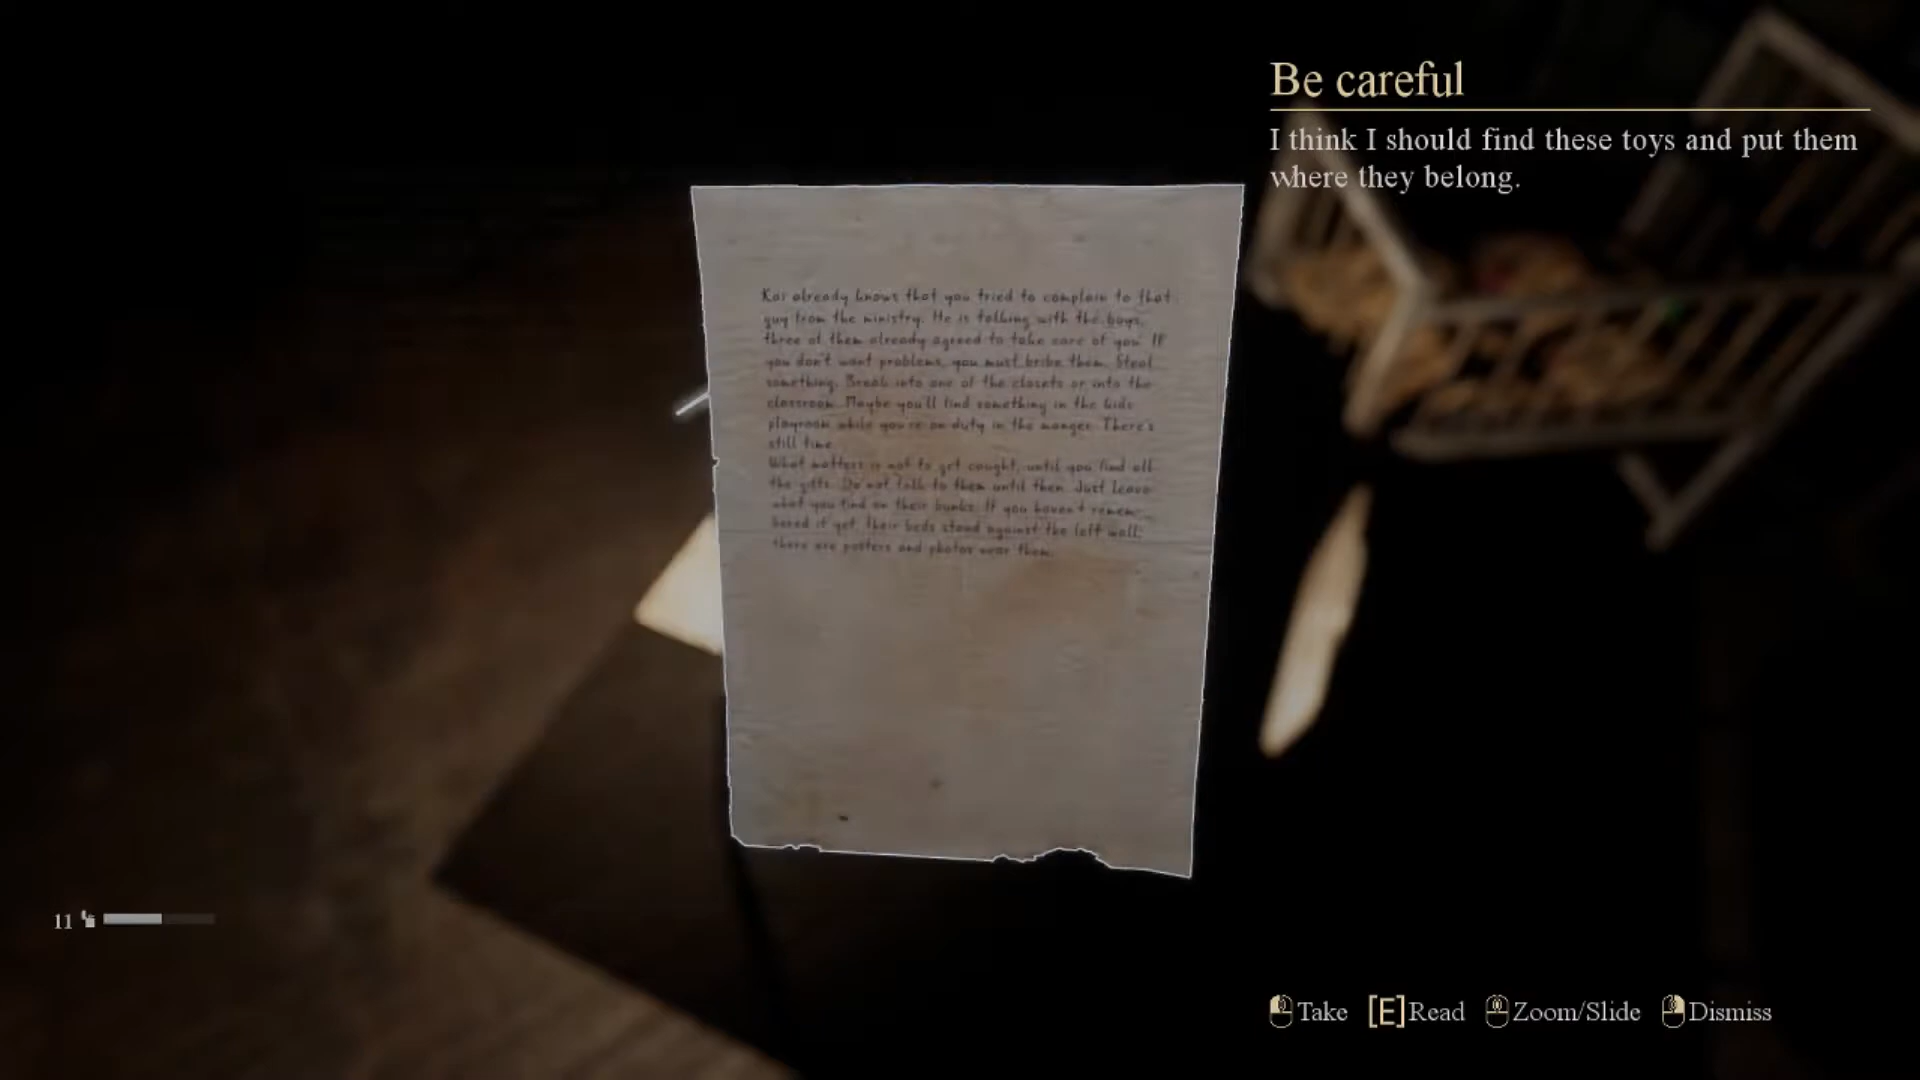 Be careful
I think I should find these toys and put them
where they belong.
Kai already knows that you tried to complain to that
guy from the ministry. He is talking with the boys,
three of them already agreed to take care of you. If
you don't want problems, you must bribe them. Steal
something. Break into one of the closets or into the
classroom. Maybe you'll find something in the kids
playroom while you're on duty in the manger. There's
still time.
What matters is not to get caught, until you find all
the gifts. Do not talk to them until then. Just leave
what you find on their bunks. If you haven't remem-
bered it yet, their beds stand against the left wall,
there are posters and photos near them.
11
Take [E]Read Zoom/Slide Dismiss